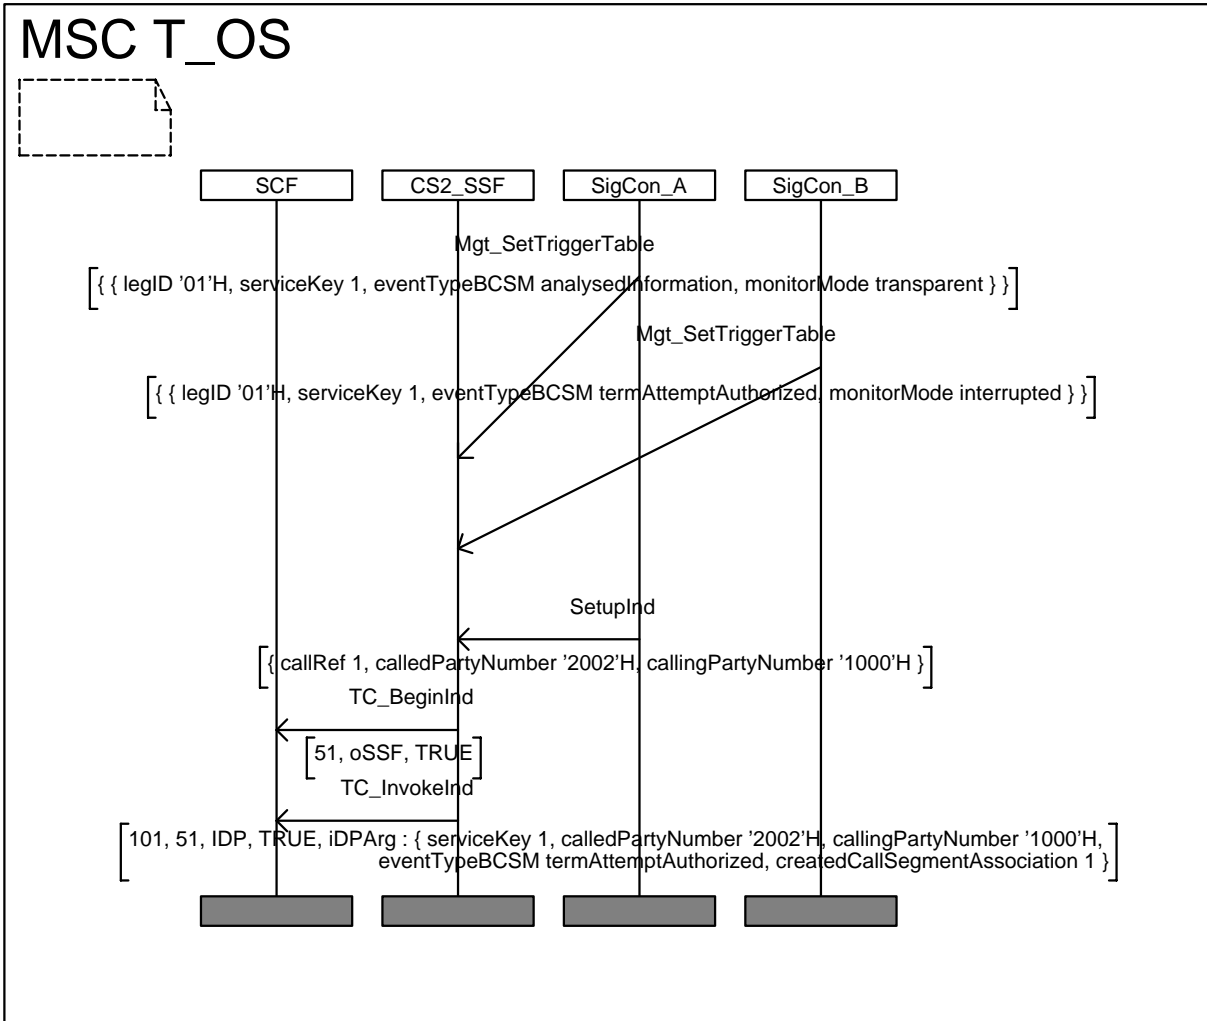 MSC T_OS
SCF
CS2_SSF
SigCon_A
SigCon_B
Mgt_SetTriggerTable
{ { legID ’01’H, serviceKey 1, eventTypeBCSM analysedInformation, monitorMode transparent } }
Mgt_SetTriggerTable
{ { legID ’01’H, serviceKey 1, eventTypeBCSM termAttemptAuthorized, monitorMode interrupted } }
SetupInd
{ callRef 1, calledPartyNumber ’2002’H, callingPartyNumber ’1000’H }
TC_BeginInd
51, oSSF, TRUE
TC_InvokeInd
101, 51, IDP, TRUE, iDPArg : { serviceKey 1, calledPartyNumber ’2002’H, callingPartyNumber ’1000’H,
eventTypeBCSM termAttemptAuthorized, createdCallSegmentAssociation 1 }